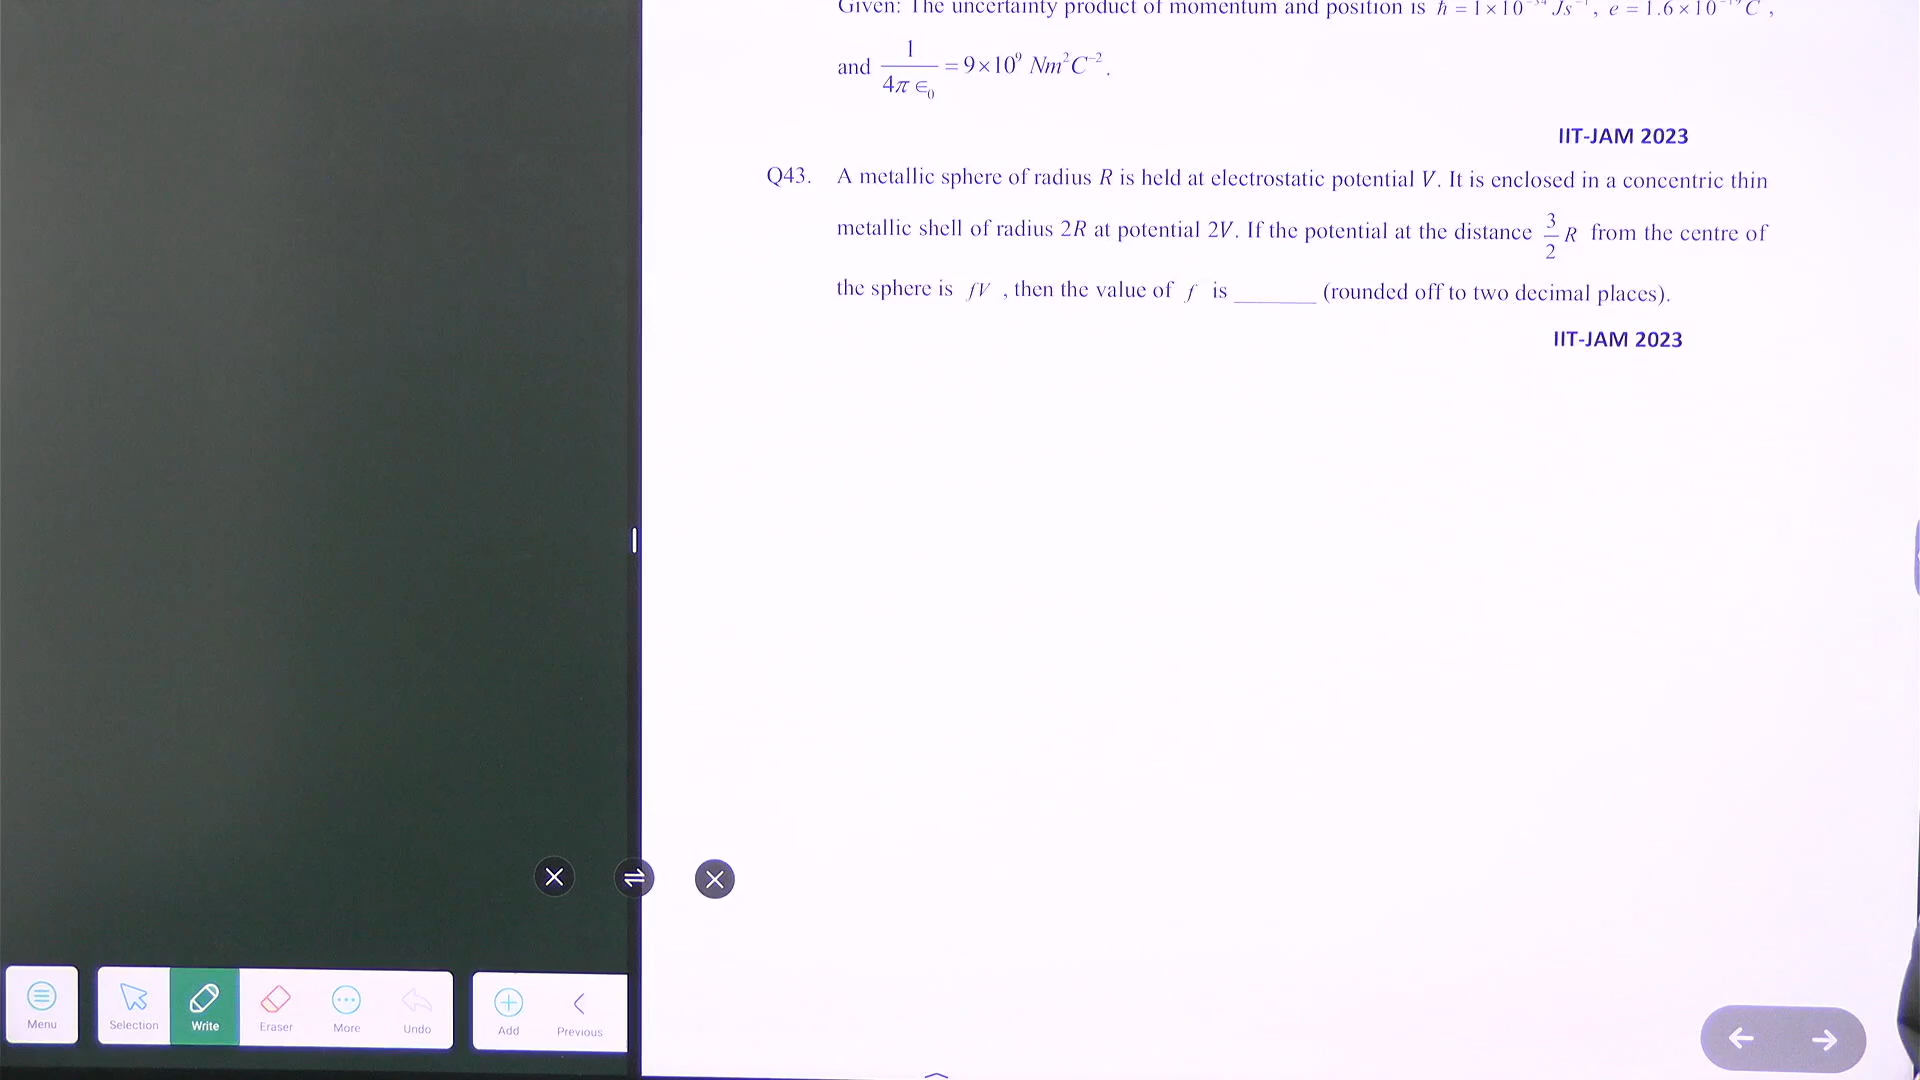 Given: The uncertainty product of momentum and position is ℏ = 1×10⁻³⁴ Js⁻¹, e = 1.6×10⁻¹⁹ C,
and 1/(4π ∈₀) = 9×10⁹ Nm²C⁻².
IIT-JAM 2023
Q43. A metallic sphere of radius R is held at electrostatic potential V. It is enclosed in a concentric thin
metallic shell of radius 2R at potential 2V. If the potential at the distance 3/2 R from the centre of
the sphere is fV, then the value of f is ______ (rounded off to two decimal places).
IIT-JAM 2023
Menu
Selection
Write
Eraser
More
Undo
Add
Previous